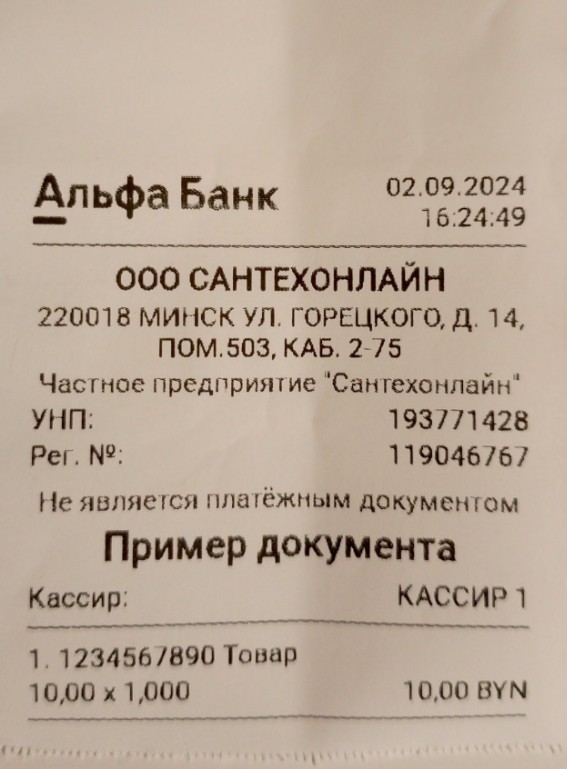 Альфа Банк 02.09.2024
16:24:49
ООО САНТЕХОНЛАЙН
220018 МИНСК УЛ. ГОРЕЦКОГО, Д. 14,
ПОМ.503, КАБ. 2-75
Частное предприятие "Сантехонлайн"
УНП: 193771428
Рег. №: 119046767
Не является платёжным документом
Пример документа
Кассир: КАССИР 1
1. 1234567890 Товар
10,00 x 1,000 10,00 BYN